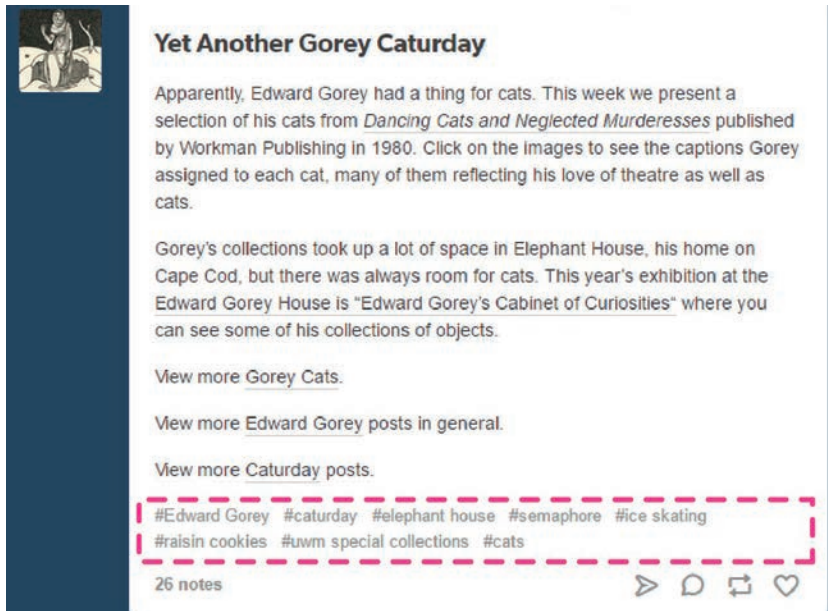 Yet Another Gorey Caturday
Apparently, Edward Gorey had a thing for cats. This week we present a
selection of his cats from Dancing Cats and Neglected Murderesses published
by Workman Publishing in 1980. Click on the images to see the captions Gorey
assigned to each cat, many of them reflecting his love of theatre as well as
cats.
Gorey's collections took up a lot of space in Elephant House, his home on
Cape Cod, but there was always room for cats. This year's exhibition at the
Edward Gorey House is “Edward Gorey's Cabinet of Curiosities“ where you
can see some of his collections of objects.
View more Gorey Cats.
View more Edward Gorey posts in general.
View more Caturday posts.
#Edward Gorey #caturday #elephant house #semaphore #ice skating
#raisin cookies #uwm special collections #cats
26 notes